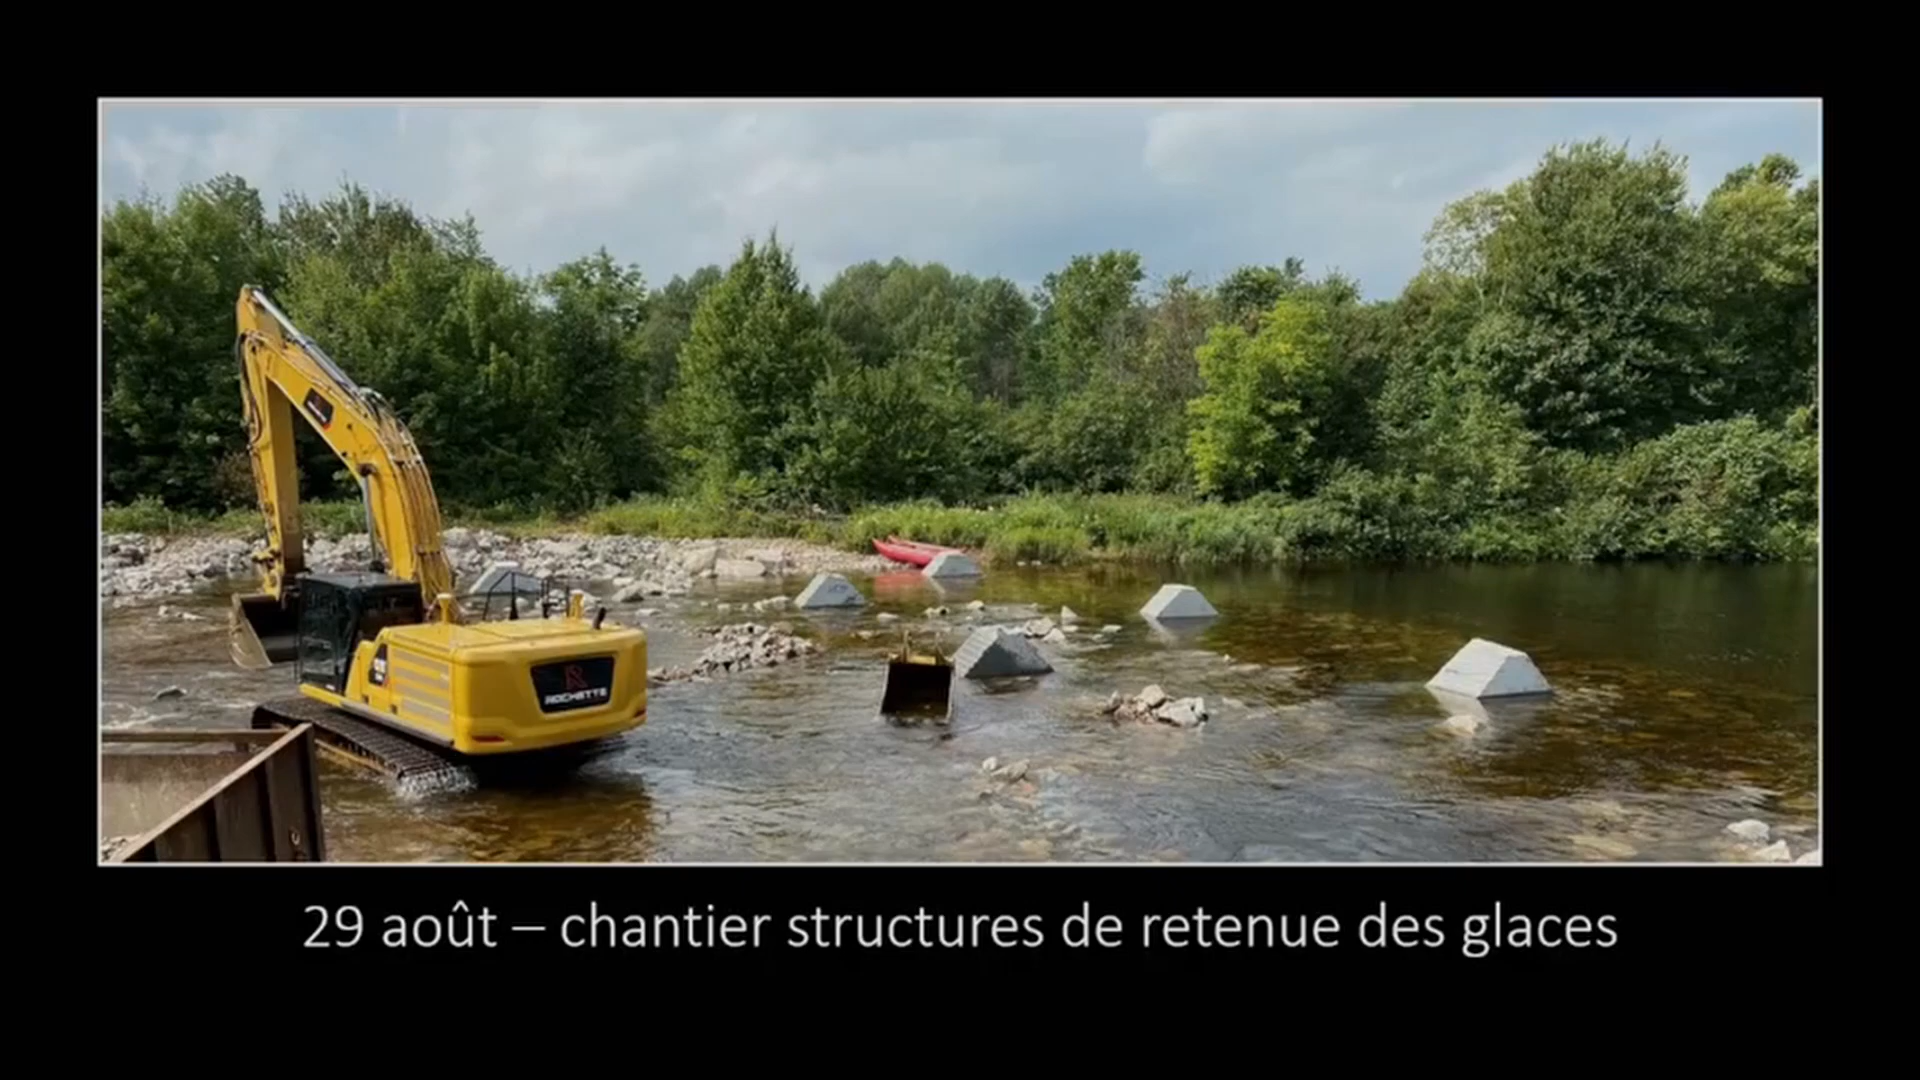 ROCHETTE
29 août – chantier structures de retenue des glaces